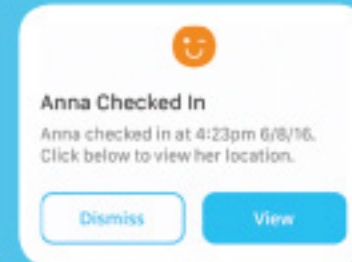 Anna Checked In
Anna checked in at 4:23pm 6/8/16.
Click below to view her location.
Dismiss View